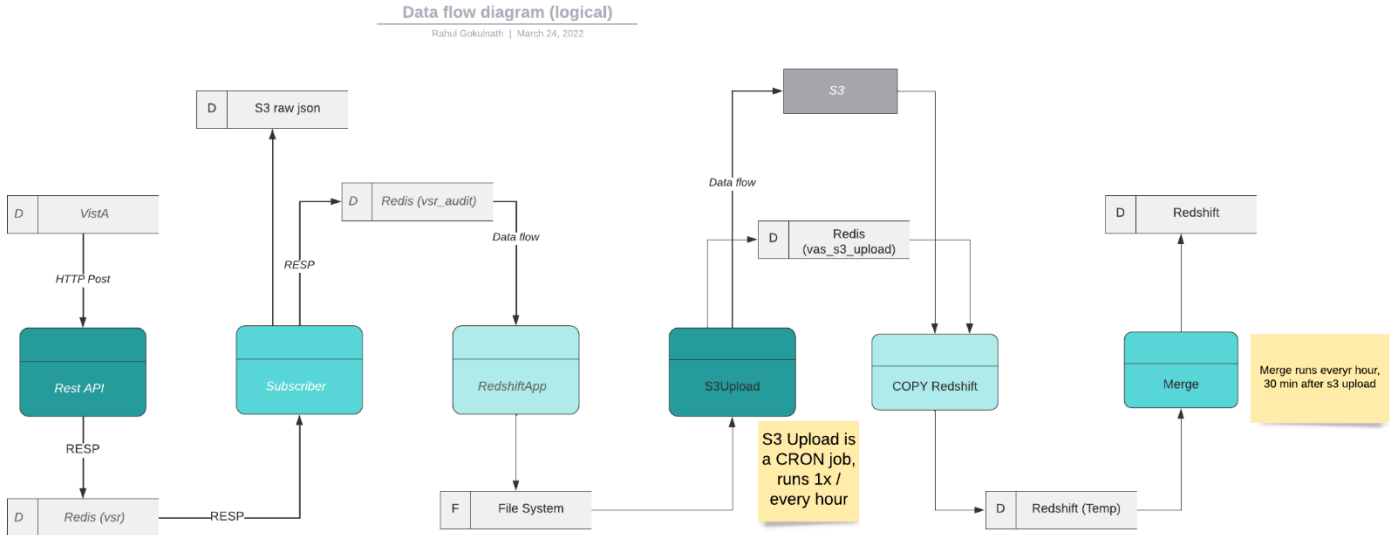 Data flow diagram (logical)
Rahul Gokulnath | March 24, 2022
D
S3 raw json
S3
D
Redis (vsr_audit)
Data flow
D
VistA
Data flow
D
Redshift
D
Redis
(vas_s3_upload)
HTTP Post
RESP
Rest API
Subscriber
RedshiftApp
S3Upload
COPY Redshift
Merge
Merge runs everyr hour,
30 min after s3 upload
RESP
S3 Upload is
a CRON job,
runs 1x /
every hour
D
Redis (vsr)
RESP
F
File System
D
Redshift (Temp)